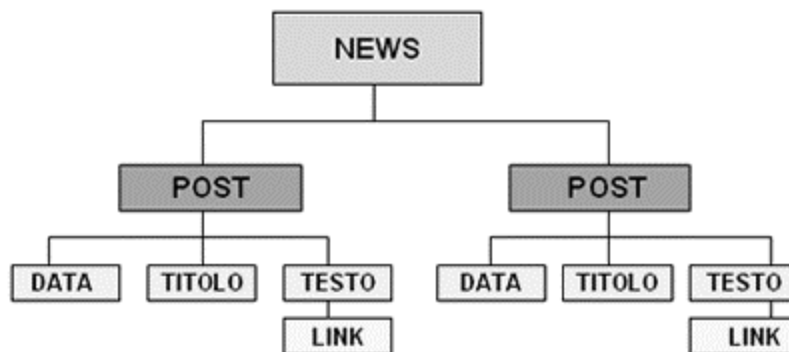 NEWS
POST POST
DATA TITOLO TESTO DATA TITOLO TESTO
LINK LINK